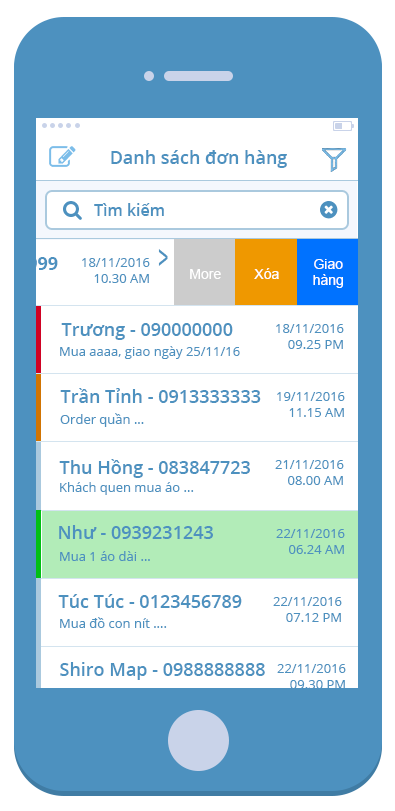 Danh sách đơn hàng
Tìm kiếm
999 18/11/2016
10.30 AM
More Xóa Giao hàng
Trương - 090000000 18/11/2016
Mua aaaa, giao ngày 25/11/16 09.25 PM
Trần Tỉnh - 0913333333 19/11/2016
Order quần ... 11.15 AM
Thu Hồng - 083847723 21/11/2016
Khách quen mua áo ... 08.00 AM
Như - 0939231243 22/11/2016
Mua 1 áo dài ... 06.24 AM
Túc Túc - 0123456789 22/11/2016
Mua đồ con nít .... 07.12 PM
Shiro Map - 0988888888 22/11/2016
09.30 PM